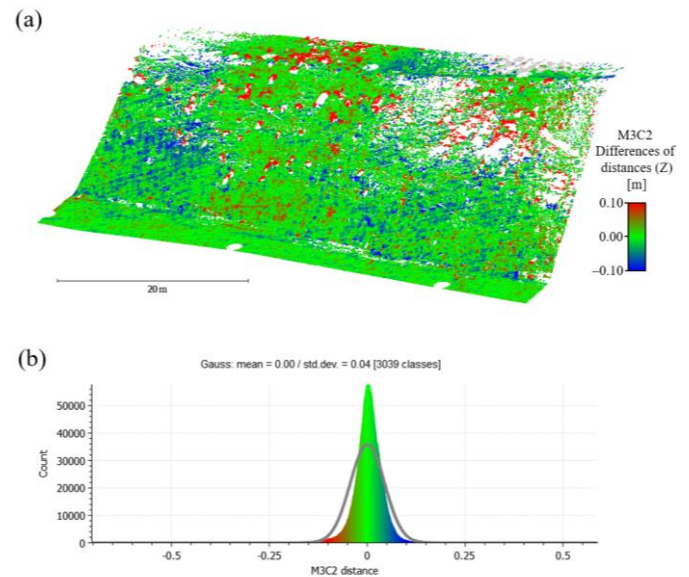 (a)
M3C2
Differences of
distances (Z)
[m]
0.10
0.00
−0.10
20 m
(b)
Gauss: mean = 0.00 / std.dev. = 0.04 [3039 classes]
50000
40000
30000
20000
10000
0
Count
-0.5
-0.25
0
0.25
0.5
M3C2 distance